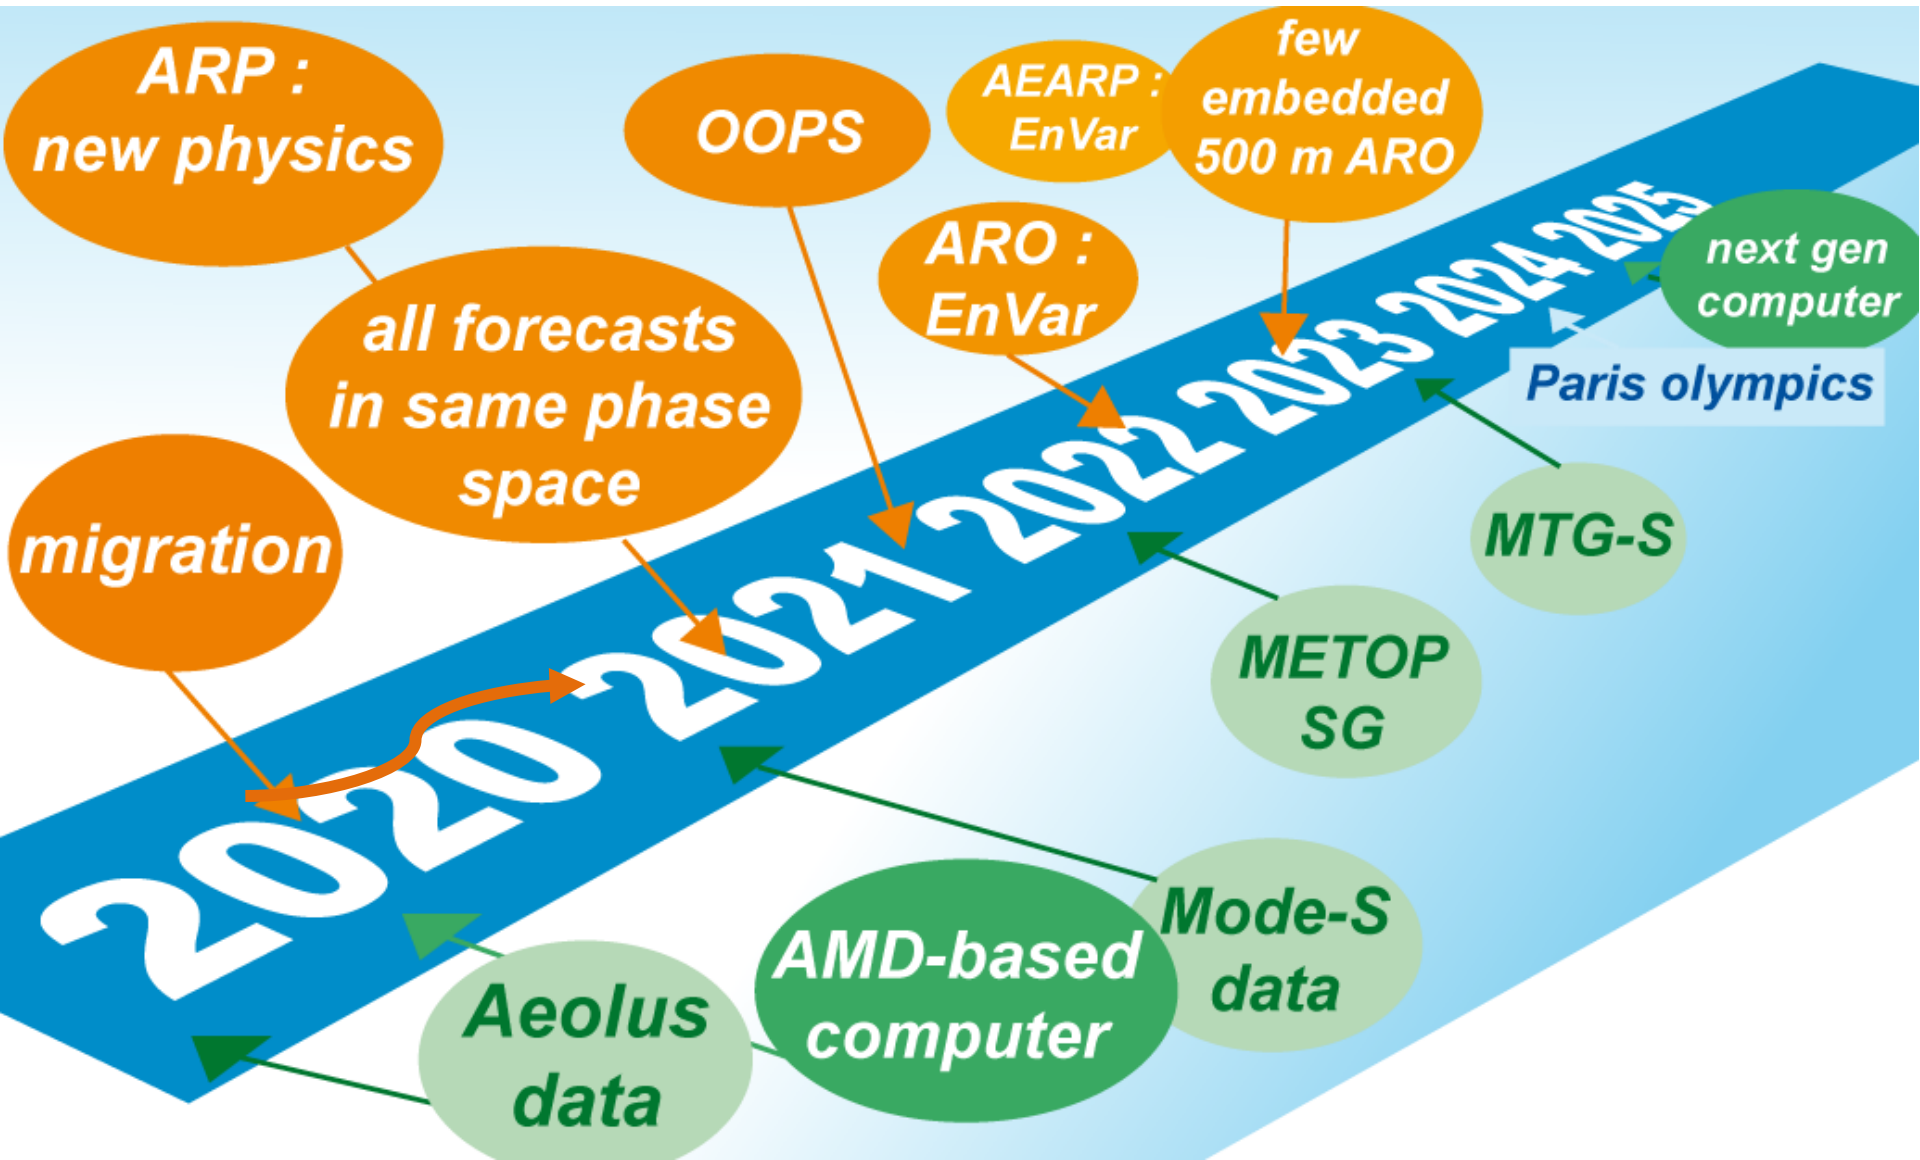 ARP :
new physics
all forecasts
in same phase
space
migration
OOPS
AEARP :
EnVar
few
embedded
500 m ARO
ARO :
EnVar
2020
2021
2022
2023
2024
2025
next gen
computer
Paris olympics
MTG-S
METOP
SG
Mode-S
data
AMD-based
computer
Aeolus
data